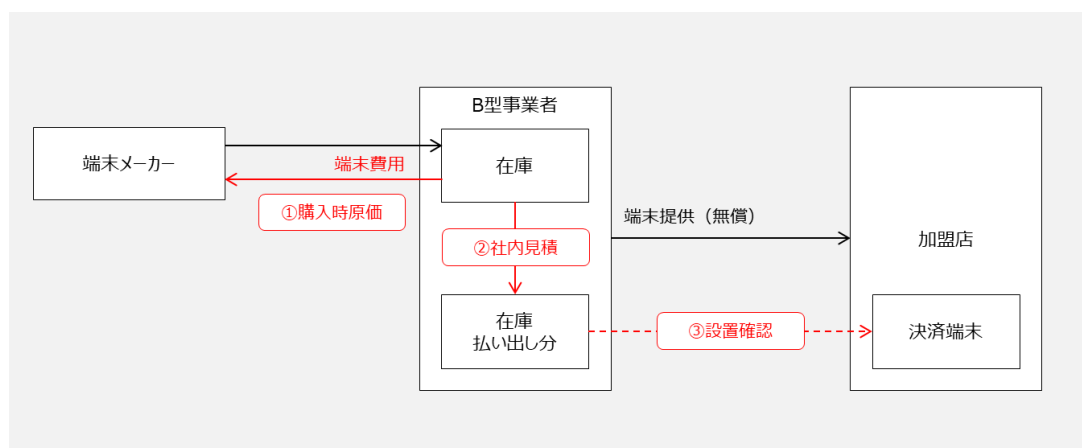 B型事業者
端末メーカー
端末費用
在庫
①購入時原価
②社内見積
端末提供（無償）
加盟店
在庫
払い出し分
③設置確認
決済端末